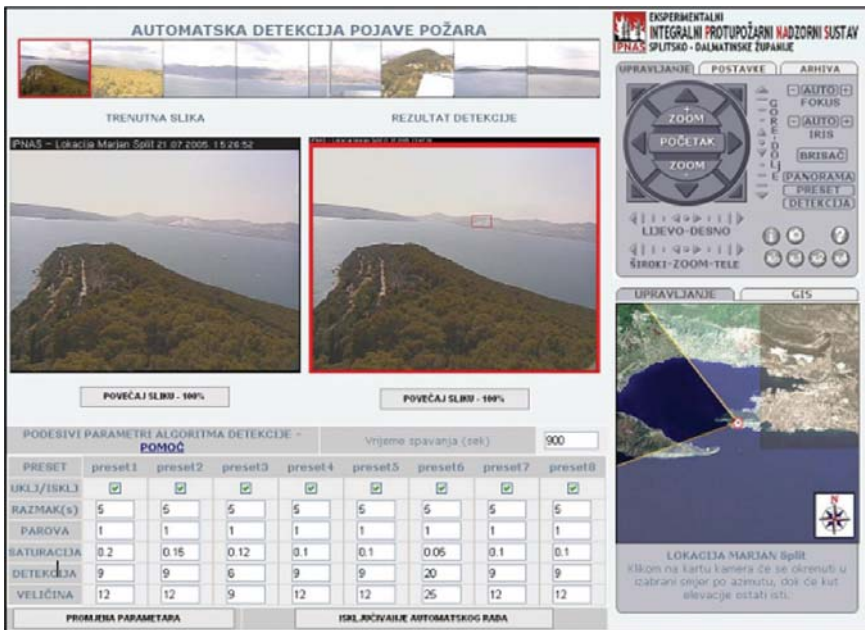 AUTOMATSKA DETEKCIJA POJAVE POŽARA
TRENUTNA SLIKA
REZULTAT DETEKCIJE
IPNAS - Lokacija Marjan Split 21.07.2005. 15:26:52
POVEĆAJ SLIKU - 100%
POVEĆAJ SLIKU - 100%
PODESIVI PARAMETRI ALGORITMA DETEKCIJE -
POMOĆ
Vrijeme spavanja (sek)
900
PRESET preset1 preset2 preset3 preset4 preset5 preset6 preset7 preset8
UKLJ/ISKLJ
RAZMAK(s) 5 5 5 5 5 5 5 5
PAROVA 1 1 1 1 1 1 1 1
SATURACIJA 0.2 0.15 0.12 0.1 0.1 0.05 0.1 0.1
DETEKCIJA 9 9 6 9 9 20 9 9
VELIČINA 12 12 9 12 12 25 12 12
PROMJENA PARAMETARA
ISKLJUČIVANJE AUTOMATSKOG RADA
IPNAS
EKSPERIMENTALNI
INTEGRALNI PROTUPOŽARNI NADZORNI SUSTAV
SPLITSKO - DALMATINSKE ŽUPANIJE
UPRAVLJANJE POSTAVKE ARHIVA
+
ZOOM
POČETAK
ZOOM
-
GORE-DOLJE
- AUTO +
FOKUS
- AUTO +
IRIS
BRISAČ
PANORAMA
PRESET
DETEKCIJA
LIJEVO-DESNO
ŠIROKI-ZOOM-TELE
?
UPRAVLJANJE GIS
N
LOKACIJA MARJAN Split
Klikom na kartu kamera će se okrenuti u
izabrani smjer po azimutu, dok će kut
elevacije ostati isti.